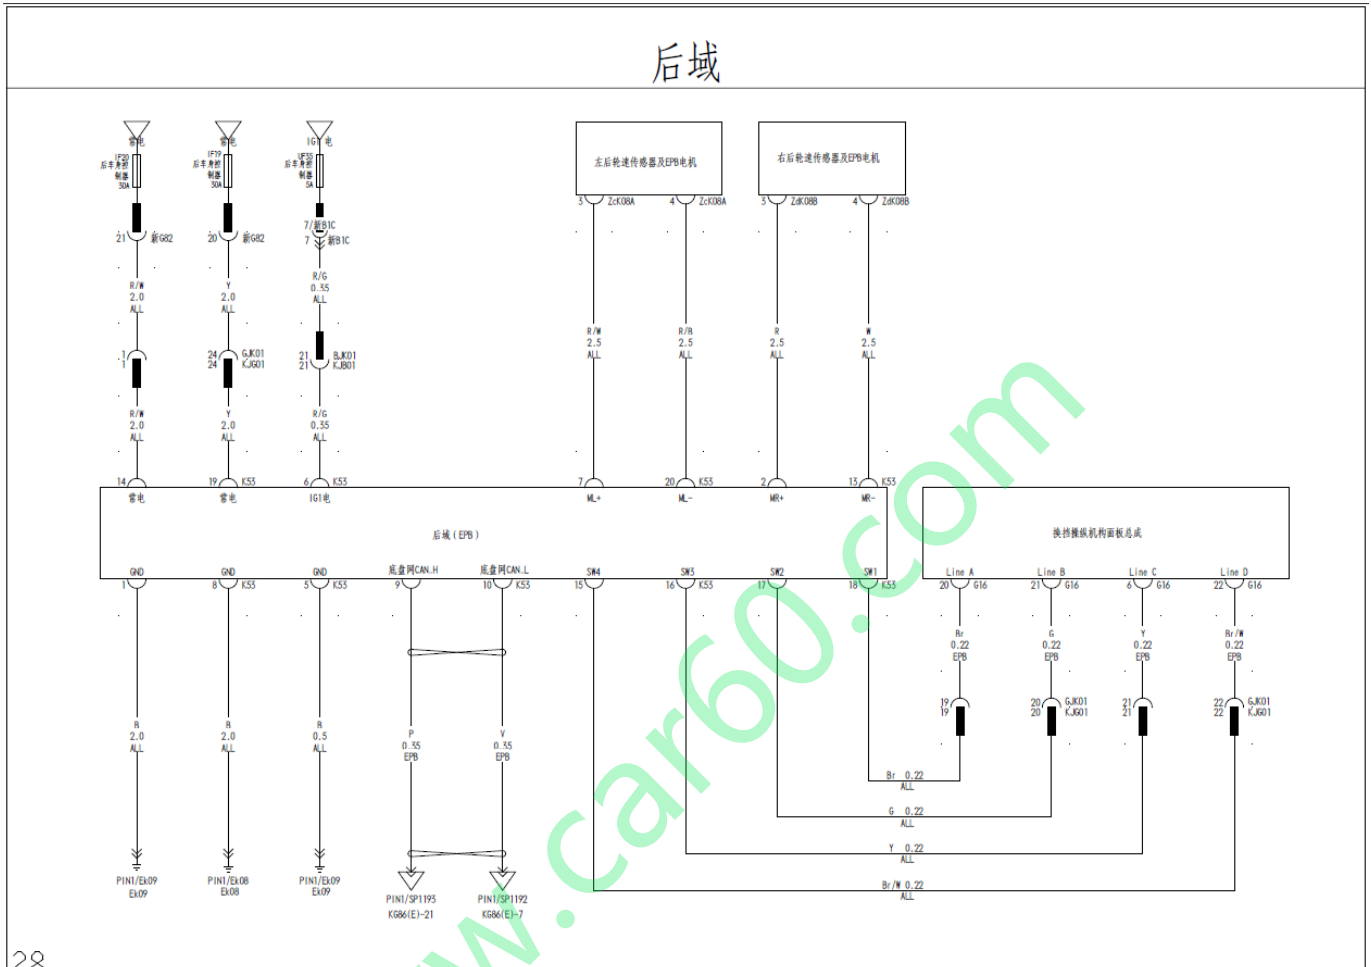 后域
常电
IF20
后车身控
制器
30A
常电
IF19
后车身控
制器
30A
IG1 电
UF35
后车身控
制器
5A
左后轮速传感器及EPB电机
右后轮速传感器及EPB电机
3 ZcK08A
4 ZcK08A
3 ZdK08B
4 ZdK08B
21 新G82
20 新G82
7/新B1C
7 新B1C
R/W
2.0
ALL
Y
2.0
ALL
R/G
0.35
ALL
R/W
2.5
ALL
R/B
2.5
ALL
R
2.5
ALL
W
2.5
ALL
1
1
24 GJK01
24 KJG01
21 BJK01
21 KJB01
R/W
2.0
ALL
Y
2.0
ALL
R/G
0.35
ALL
14
19 K53
6 K53
7
20 K53
2
13 K53
常电
常电
IG1电
ML+
ML-
MR+
MR-
后域(EPB)
换挡操纵机构面板总成
GND
GND
GND
底盘网CAN_H
底盘网CAN_L
SW4
SW3
SW2
SW1
Line A
Line B
Line C
Line D
1
8 K53
5 K53
9
10 K53
15
16 K53
17
18 K53
20 G16
21 G16
6 G16
22 G16
Br
0.22
EPB
G
0.22
EPB
Y
0.22
EPB
Br/W
0.22
EPB
19
19
20 GJK01
20 KJG01
21
21
22 GJK01
22 KJG01
B
2.0
ALL
B
2.0
ALL
B
0.5
ALL
P
0.35
EPB
V
0.35
EPB
Br 0.22
ALL
G 0.22
ALL
Y 0.22
ALL
Br/W 0.22
ALL
PIN1/Ek09
Ek09
PIN1/Ek08
Ek08
PIN1/Ek09
Ek09
PIN1/SP1193
KG86(E)-21
PIN1/SP1192
KG86(E)-7
28
w.car60.com